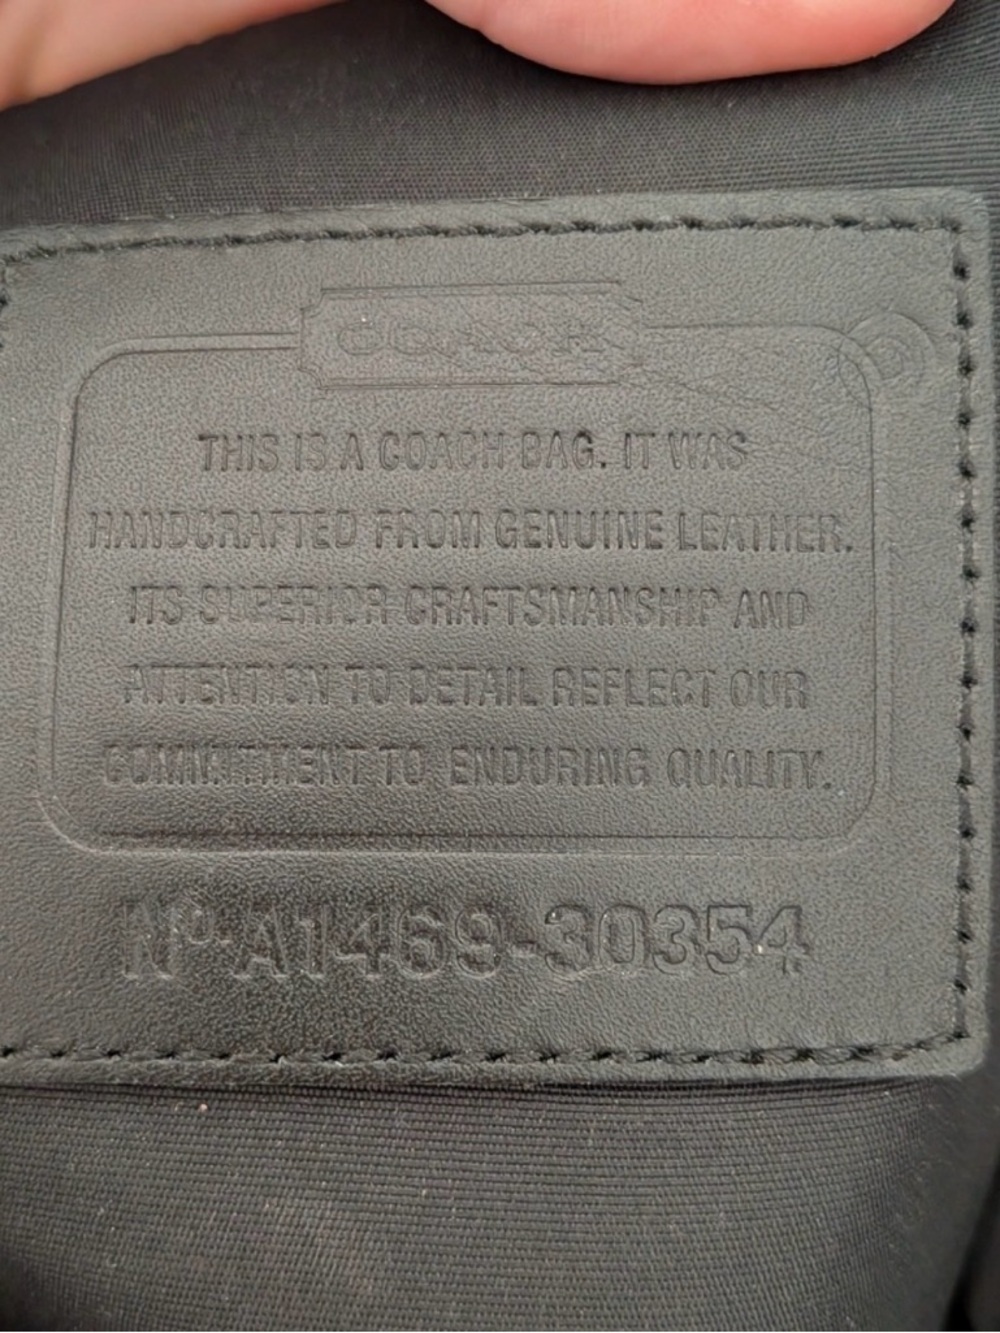 COACH
THIS IS A COACH BAG. IT WAS
HANDCRAFTED FROM GENUINE LEATHER.
ITS SUPERIOR CRAFTSMANSHIP AND
ATTENTION TO DETAIL REFLECT OUR
COMMITMENT TO ENDURING QUALITY.
Nº A1469-30354